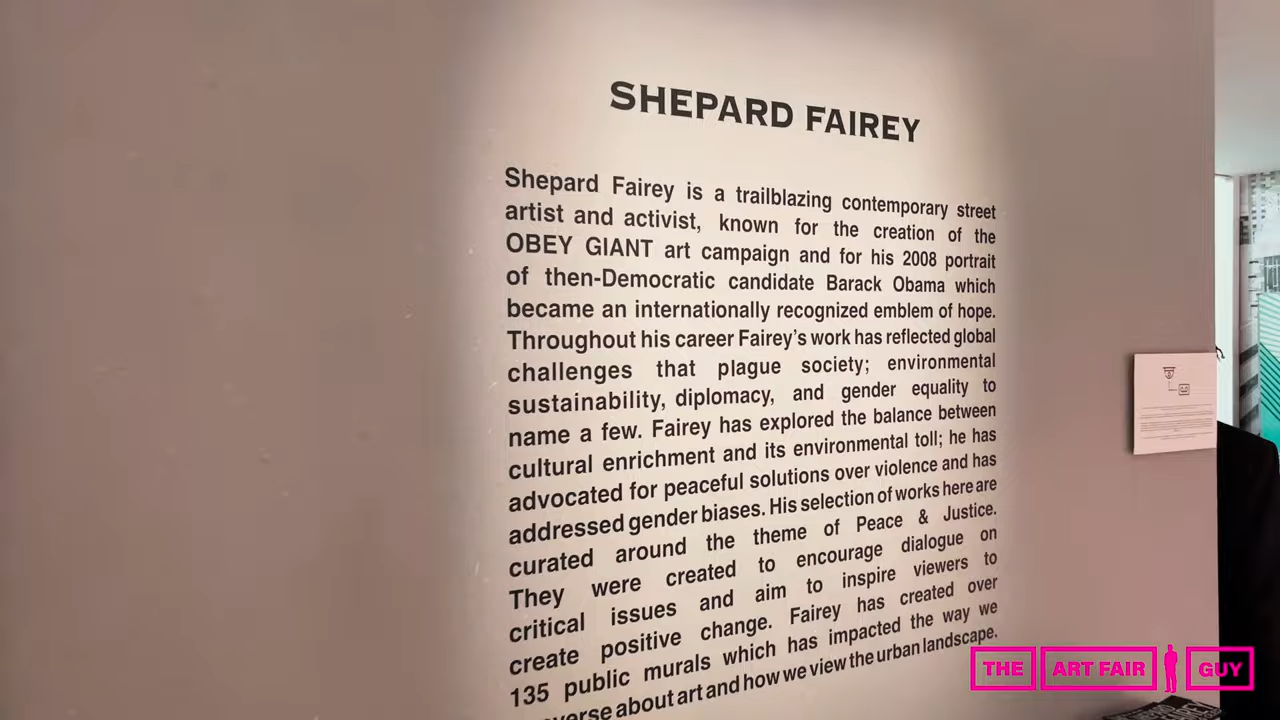 SHEPARD FAIREY
Shepard Fairey is a trailblazing contemporary street
artist and activist, known for the creation of the
OBEY GIANT art campaign and for his 2008 portrait
of then-Democratic candidate Barack Obama which
became an internationally recognized emblem of hope.
Throughout his career Fairey's work has reflected global
challenges that plague society; environmental
sustainability, diplomacy, and gender equality to
name a few. Fairey has explored the balance between
cultural enrichment and its environmental toll; he has
advocated for peaceful solutions over violence and has
addressed gender biases. His selection of works here are
curated around the theme of Peace & Justice.
They were created to encourage dialogue on
critical issues and aim to inspire viewers to
create positive change. Fairey has created over
135 public murals which has impacted the way we
about art and how we view the urban landscape.
THE ART FAIR GUY